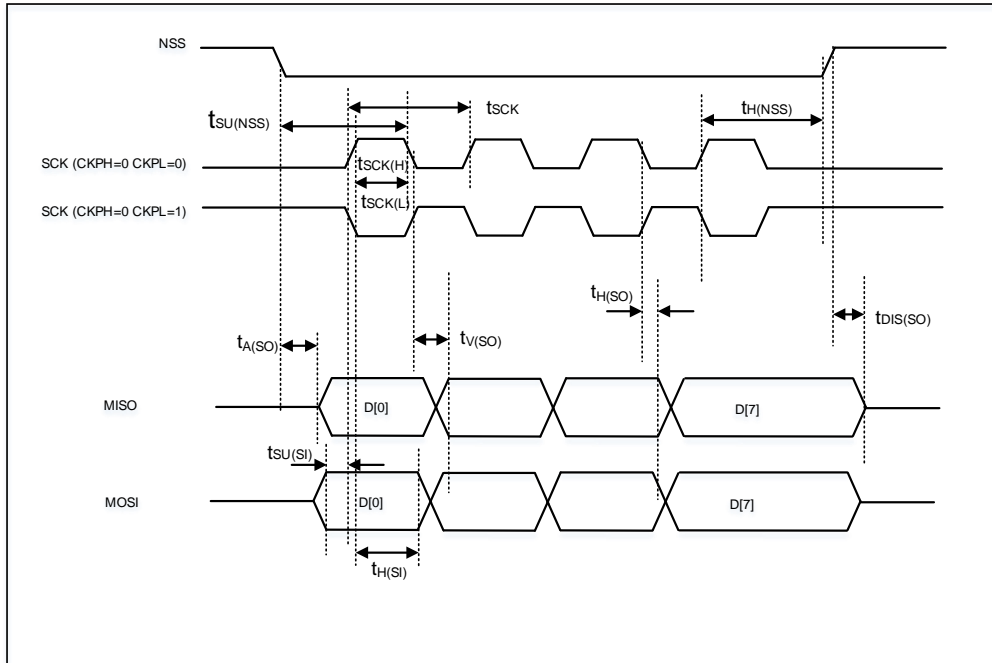 NSS
tSCK
tSU(NSS)
tH(NSS)
SCK (CKPH=0 CKPL=0)
tSCK(H)
tSCK(L)
SCK (CKPH=0 CKPL=1)
tH(SO)
tDIS(SO)
tA(SO)
tV(SO)
MISO
D[0]
D[7]
tSU(SI)
MOSI
D[0]
D[7]
tH(SI)